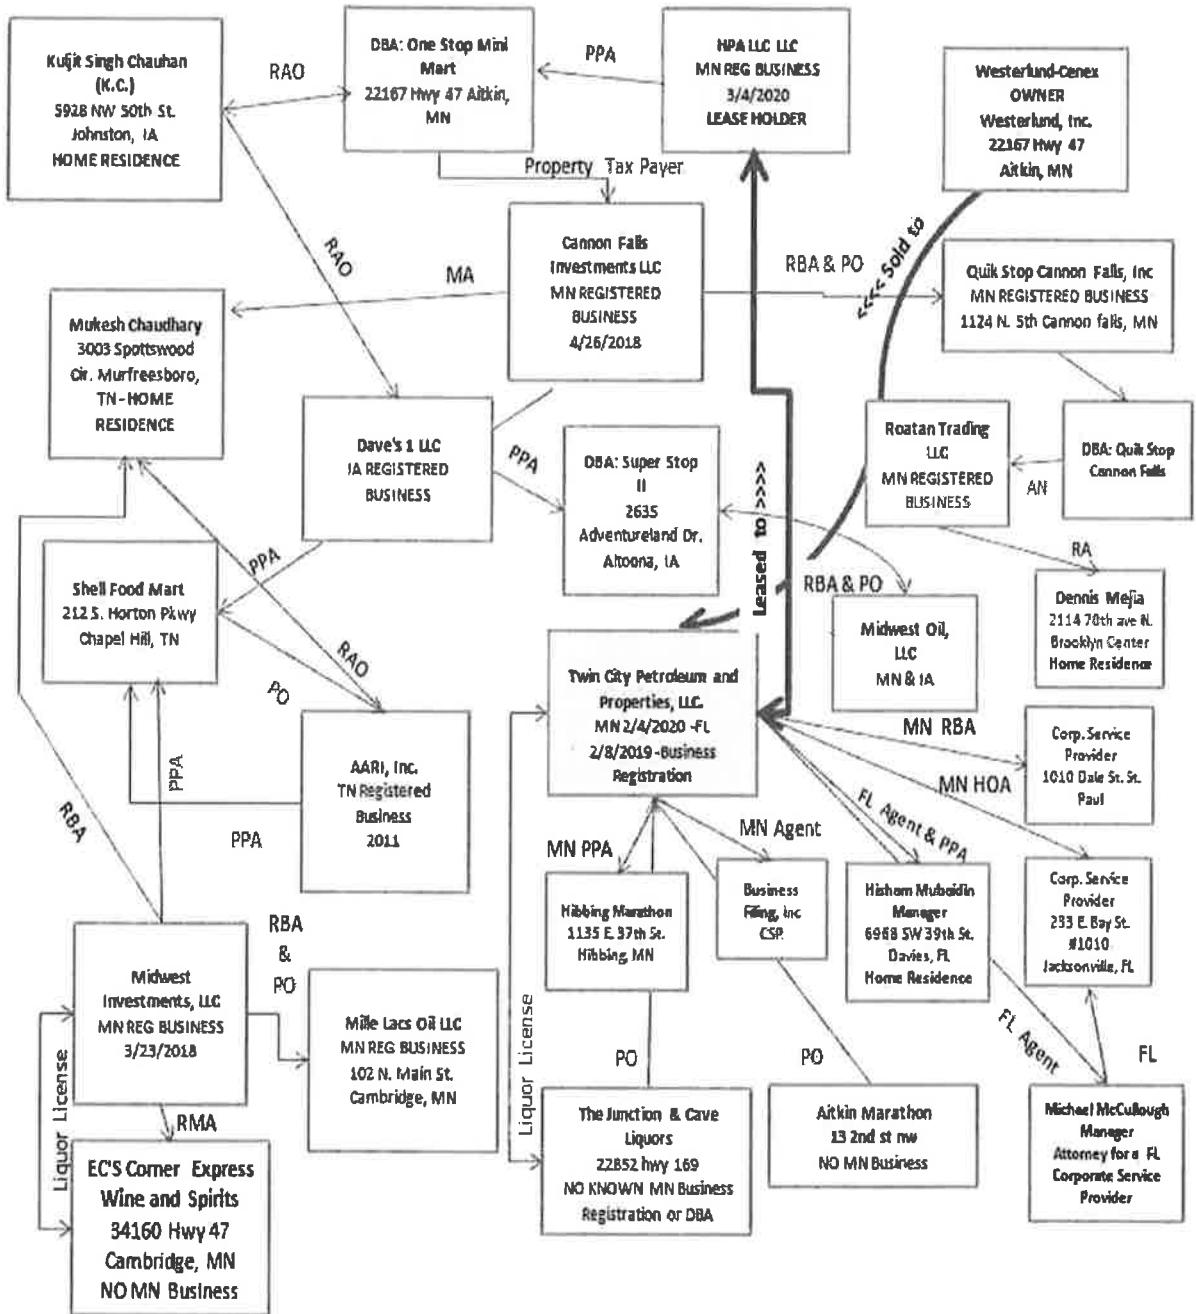 Kuljit Singh Chauhan
(K.C.)
5928 NW 50th St.
Johnston, IA
HOME RESIDENCE
RAO
DBA: One Stop Mini
Mart
22167 Hwy 47 Aitkin,
MN
PPA
HPA LLC LLC
MN REG BUSINESS
3/4/2020
LEASE HOLDER
Westerlund-Cenex
OWNER
Westerlund, Inc.
22167 Hwy 47
Aitkin, MN
Property Tax Payer
RAO
MA
Cannon Falls
Investments LLC
MN REGISTERED
BUSINESS
4/26/2018
RBA & PO
<<<< Sold to
Quik Stop Cannon Falls, Inc
MN REGISTERED BUSINESS
1124 N. 5th Cannon falls, MN
Mukesh Chaudhary
3003 Spottswood
Cir. Murfreesboro,
TN-HOME
RESIDENCE
Dave's 1 LLC
IA REGISTERED
BUSINESS
PPA
DBA: Super Stop
II
2635
Adventureland Dr.
Altoona, IA
Leased to >>>>
Roatan Trading
LLC
MN REGISTERED
BUSINESS
AN
DBA: Quik Stop
Cannon Falls
RA
Dennis Mejia
2114 70th ave N.
Brooklyn Center
Home Residence
PPA
Shell Food Mart
212 S. Horton Pkwy
Chapel Hill, TN
RAO
PO
RBA & PO
Midwest Oil,
LLC
MN & IA
Twin City Petroleum and
Properties, LLC.
MN 2/4/2020 -FL
2/8/2019 -Business
Registration
MN RBA
Corp. Service
Provider
1010 Dale St. St.
Paul
AARI, Inc.
TN Registered
Business
2011
PPA
PPA
RBA
MN HOA
FL Agent & PPA
MN Agent
MN PPA
Hibbing Marathon
1135 E. 37th St.
Hibbing, MN
Business
Filing, Inc
CSP.
Hisham Mubaidin
Manager
6968 SW 39th St.
Davies, FL
Home Residence
Corp. Service
Provider
233 E. Bay St.
#1010
Jacksonville, FL
RBA
&
PO
Midwest
Investments, LLC
MN REG BUSINESS
3/23/2018
Mille Lacs Oil LLC
MN REG BUSINESS
102 N. Main St.
Cambridge, MN
Liquor License
Liquor License
PO
PO
FL Agent
FL
RMA
EC'S Corner Express
Wine and Spirits
34160 Hwy 47
Cambridge, MN
NO MN Business
The Junction & Cave
Liquors
22852 hwy 169
NO KNOWN MN Business
Registration or DBA
Aitkin Marathon
13 2nd st nw
NO MN Business
Michael McCullough
Manager
Attorney for a FL
Corporate Service
Provider